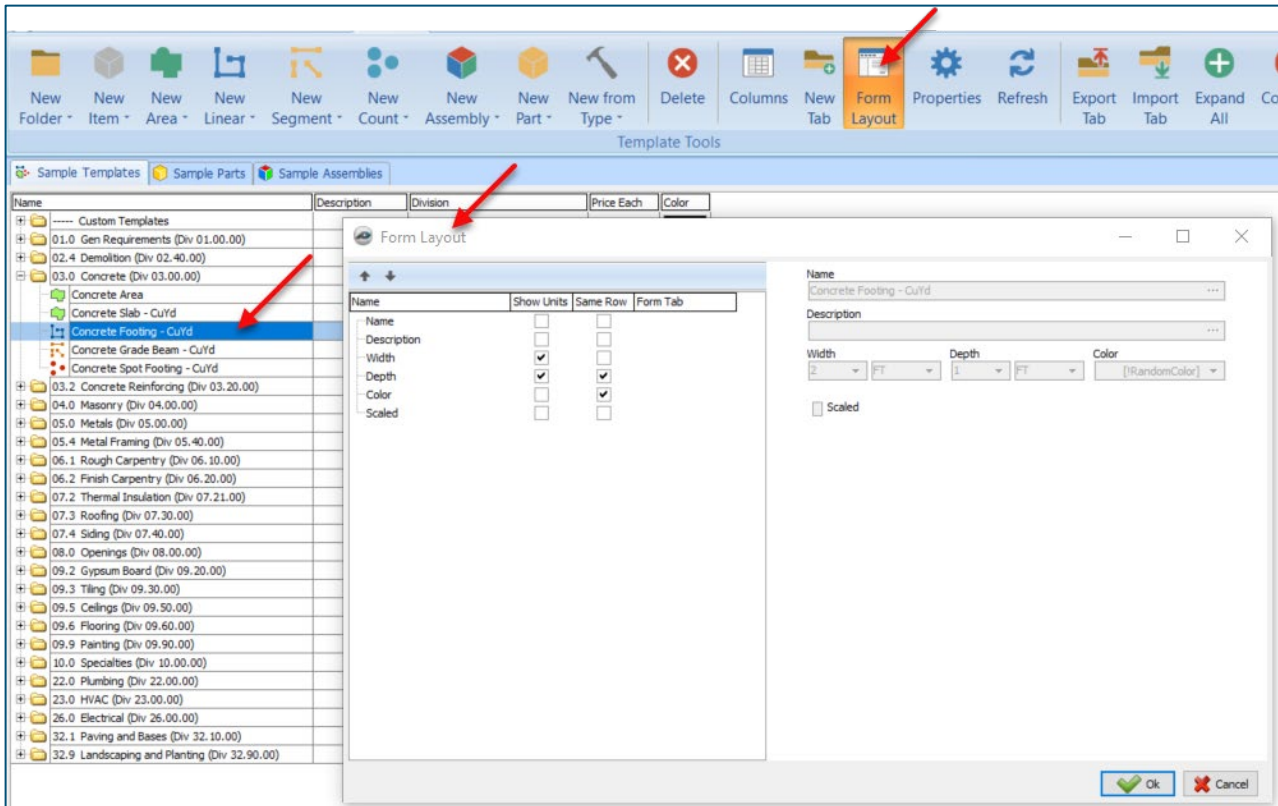 New Folder
New Item
New Area
New Linear
New Segment
New Count
New Assembly
New Part
New from Type
Delete
Columns
New Tab
Form Layout
Properties
Refresh
Export Tab
Import Tab
Expand All
Co
Template Tools
Sample Templates Sample Parts Sample Assemblies
Name Description Division Price Each Color
----- Custom Templates
01.0 Gen Requirements (Div 01.00.00)
02.4 Demolition (Div 02.40.00)
03.0 Concrete (Div 03.00.00)
Concrete Area
Concrete Slab - CuYd
Concrete Footing - CuYd
Concrete Grade Beam - CuYd
Concrete Spot Footing - CuYd
03.2 Concrete Reinforcing (Div 03.20.00)
04.0 Masonry (Div 04.00.00)
05.0 Metals (Div 05.00.00)
05.4 Metal Framing (Div 05.40.00)
06.1 Rough Carpentry (Div 06.10.00)
06.2 Finish Carpentry (Div 06.20.00)
07.2 Thermal Insulation (Div 07.21.00)
07.3 Roofing (Div 07.30.00)
07.4 Siding (Div 07.40.00)
08.0 Openings (Div 08.00.00)
09.2 Gypsum Board (Div 09.20.00)
09.3 Tiling (Div 09.30.00)
09.5 Ceilings (Div 09.50.00)
09.6 Flooring (Div 09.60.00)
09.9 Painting (Div 09.90.00)
10.0 Specialties (Div 10.00.00)
22.0 Plumbing (Div 22.00.00)
23.0 HVAC (Div 23.00.00)
26.0 Electrical (Div 26.00.00)
32.1 Paving and Bases (Div 32.10.00)
32.9 Landscaping and Planting (Div 32.90.00)
Form Layout
Name Show Units Same Row Form Tab
Name
Description
Width
Depth
Color
Scaled
Name
Concrete Footing - CuYd ...
Description
...
Width Depth Color
2 FT 1 FT [!RandomColor]
Scaled
Ok Cancel